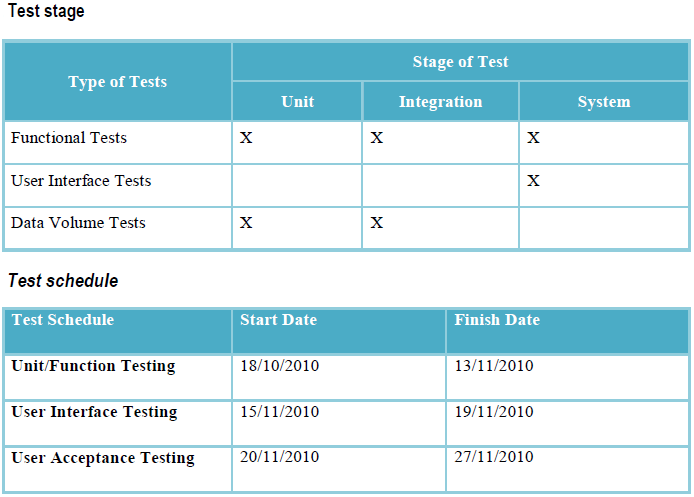 Test stage
Type of Tests
Stage of Test
Unit Integration System
Functional Tests X X X
User Interface Tests X
Data Volume Tests X X
Test schedule
Test Schedule Start Date Finish Date
Unit/Function Testing 18/10/2010 13/11/2010
User Interface Testing 15/11/2010 19/11/2010
User Acceptance Testing 20/11/2010 27/11/2010